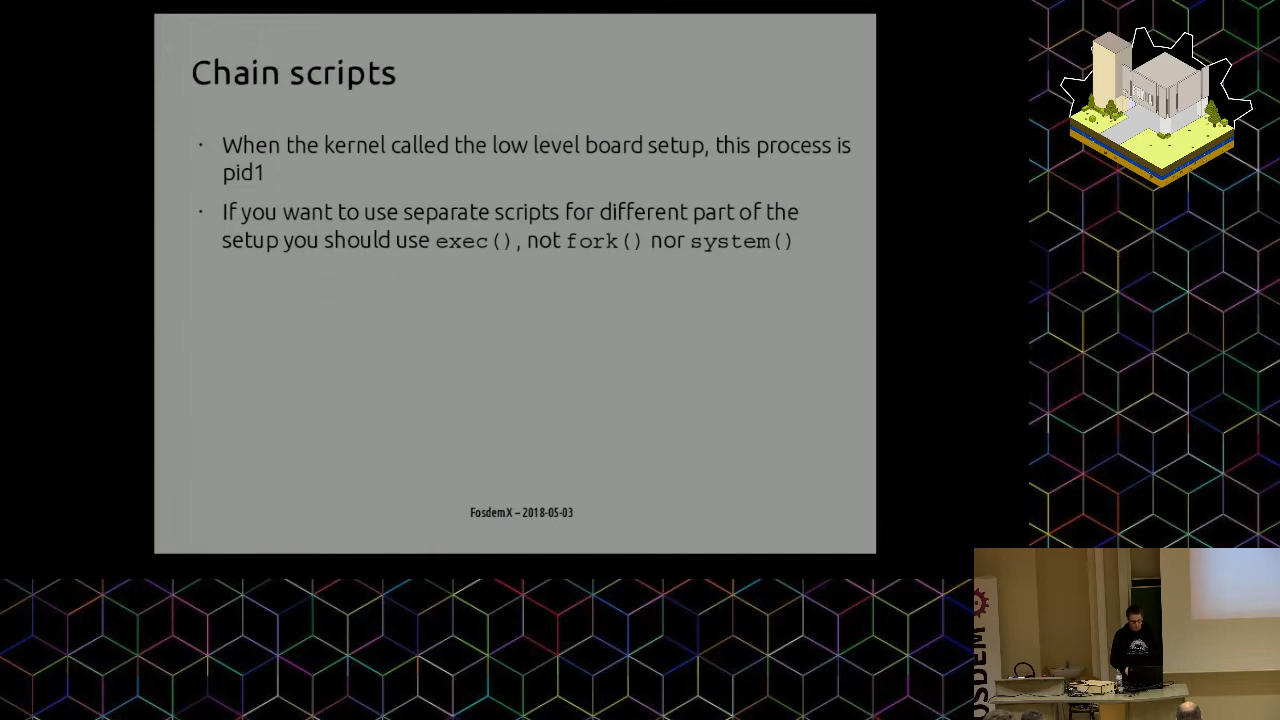 Chain scripts
· When the kernel called the low level board setup, this process is
pid1
· If you want to use separate scripts for different part of the
setup you should use exec(), not fork() nor system()
FosdemX – 2018-05-03
OSDEM